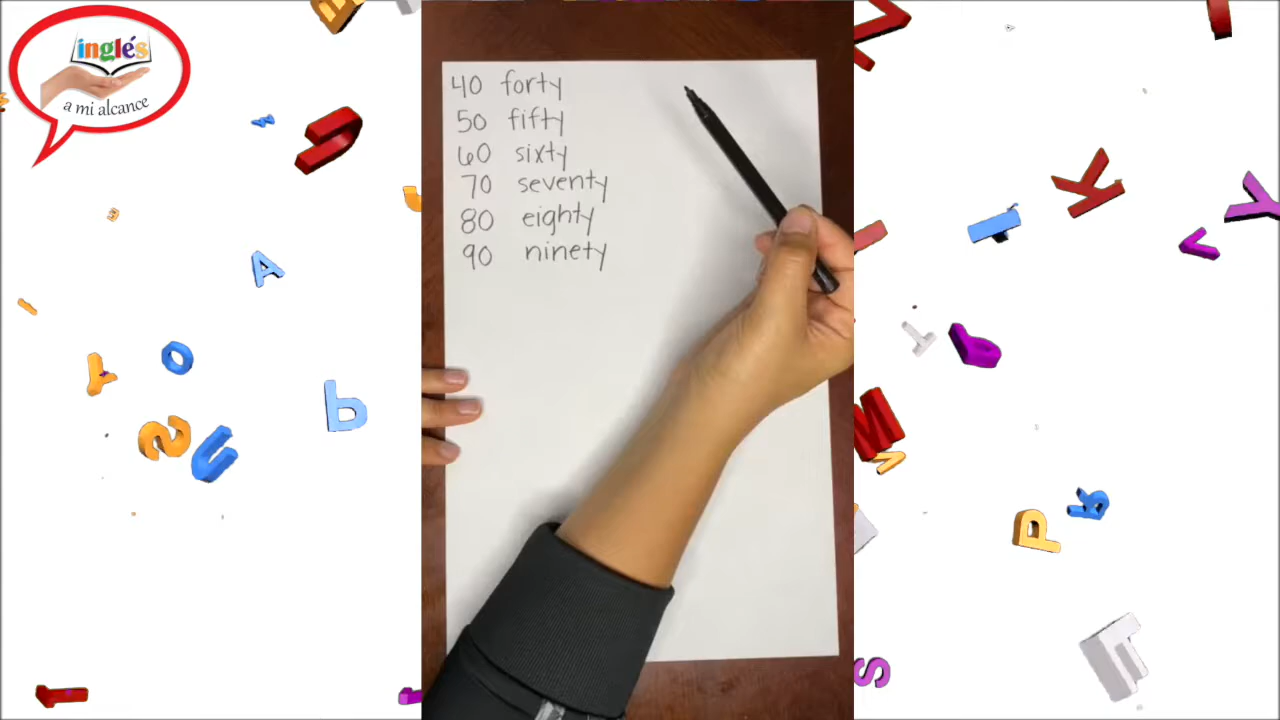 inglés
a mi alcance
40 forty
50 fifty
60 sixty
70 seventy
80 eighty
90 ninety